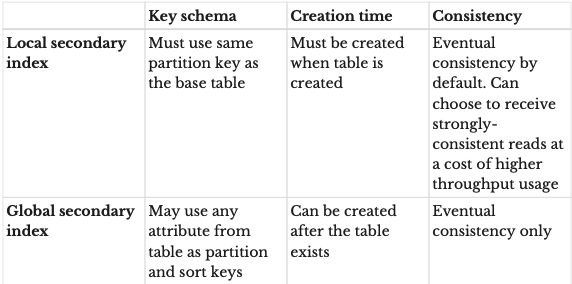 Key schema
Creation time
Consistency
Local secondary
index
Must use same
partition key as
the base table
Must be created
when table is
created
Eventual
consistency by
default. Can
choose to receive
strongly-
consistent reads at
a cost of higher
throughput usage
Global secondary
index
May use any
attribute from
table as partition
and sort keys
Can be created
after the table
exists
Eventual
consistency only